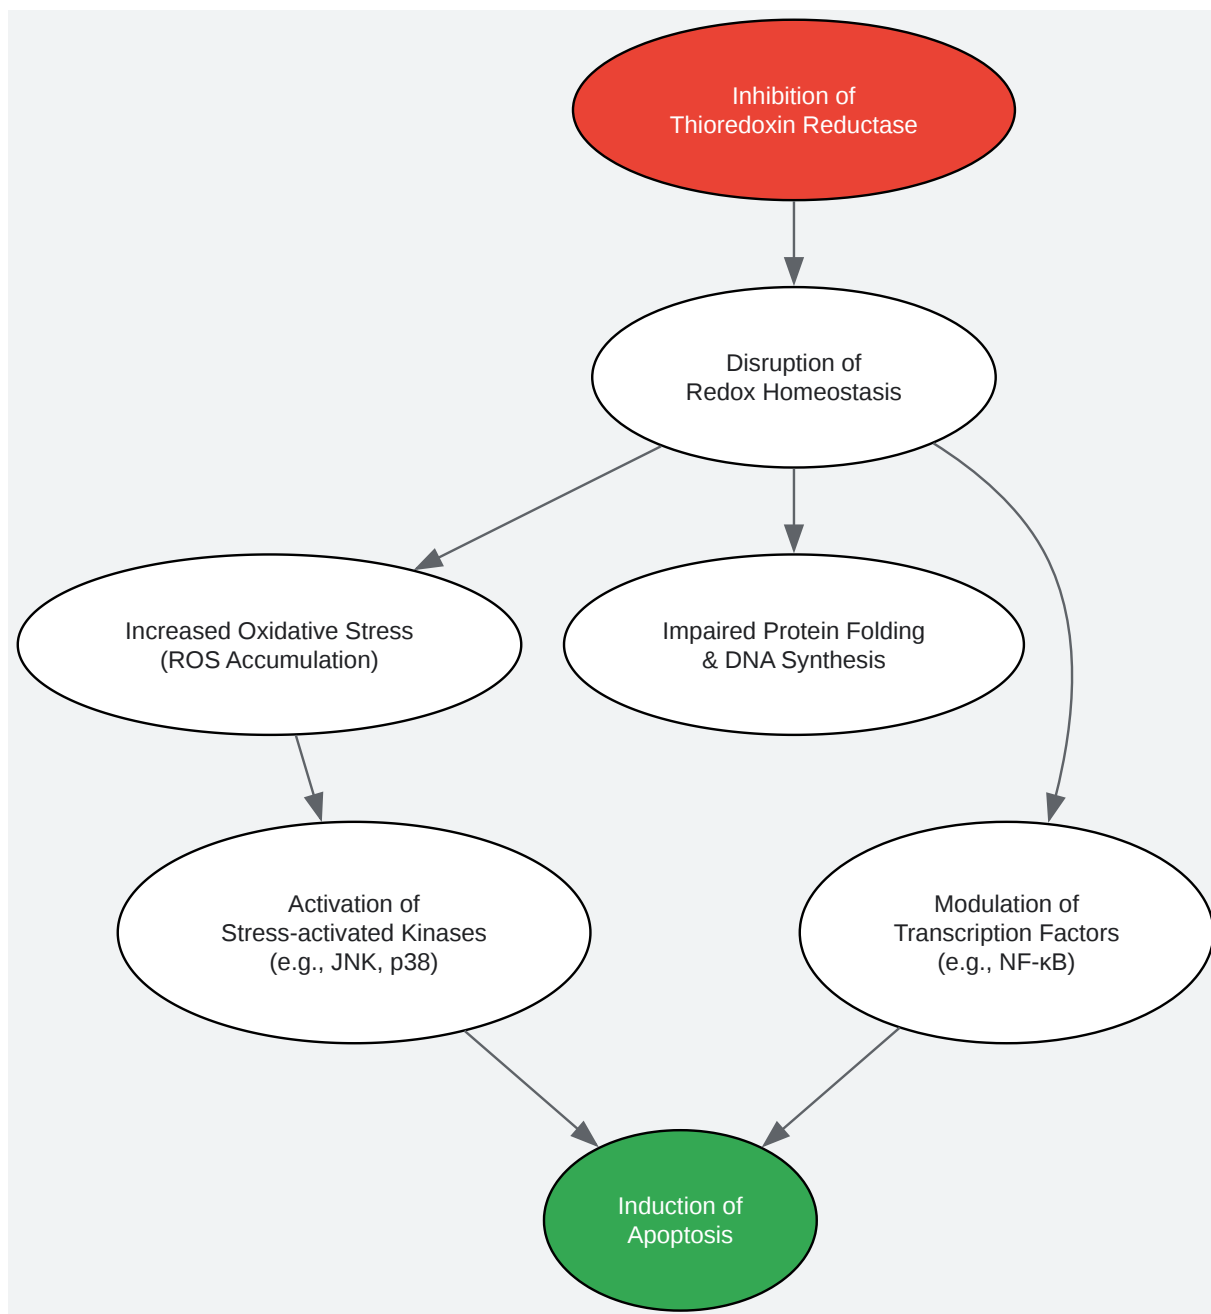 Inhibition of
Thioredoxin Reductase
Disruption of
Redox Homeostasis
Increased Oxidative Stress
(ROS Accumulation)
Impaired Protein Folding
& DNA Synthesis
Activation of
Stress-activated Kinases
(e.g., JNK, p38)
Modulation of
Transcription Factors
(e.g., NF-κB)
Induction of
Apoptosis